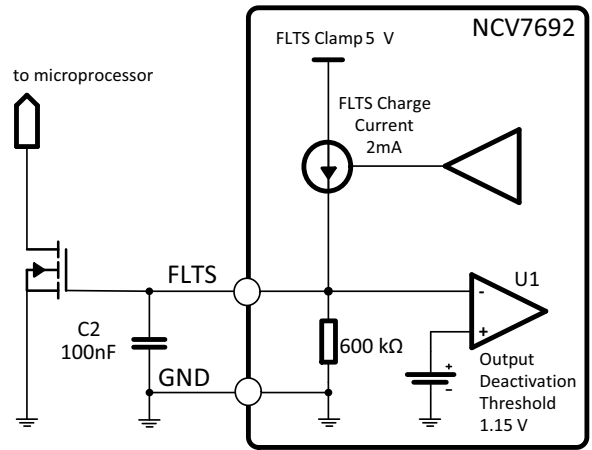 NCV7692
FLTS Clamp 5 V
to microprocessor
FLTS Charge
Current
2mA
FLTS
U1
-
+
C2
100nF
600 kΩ
GND
+
-
Output
Deactivation
Threshold
1.15 V